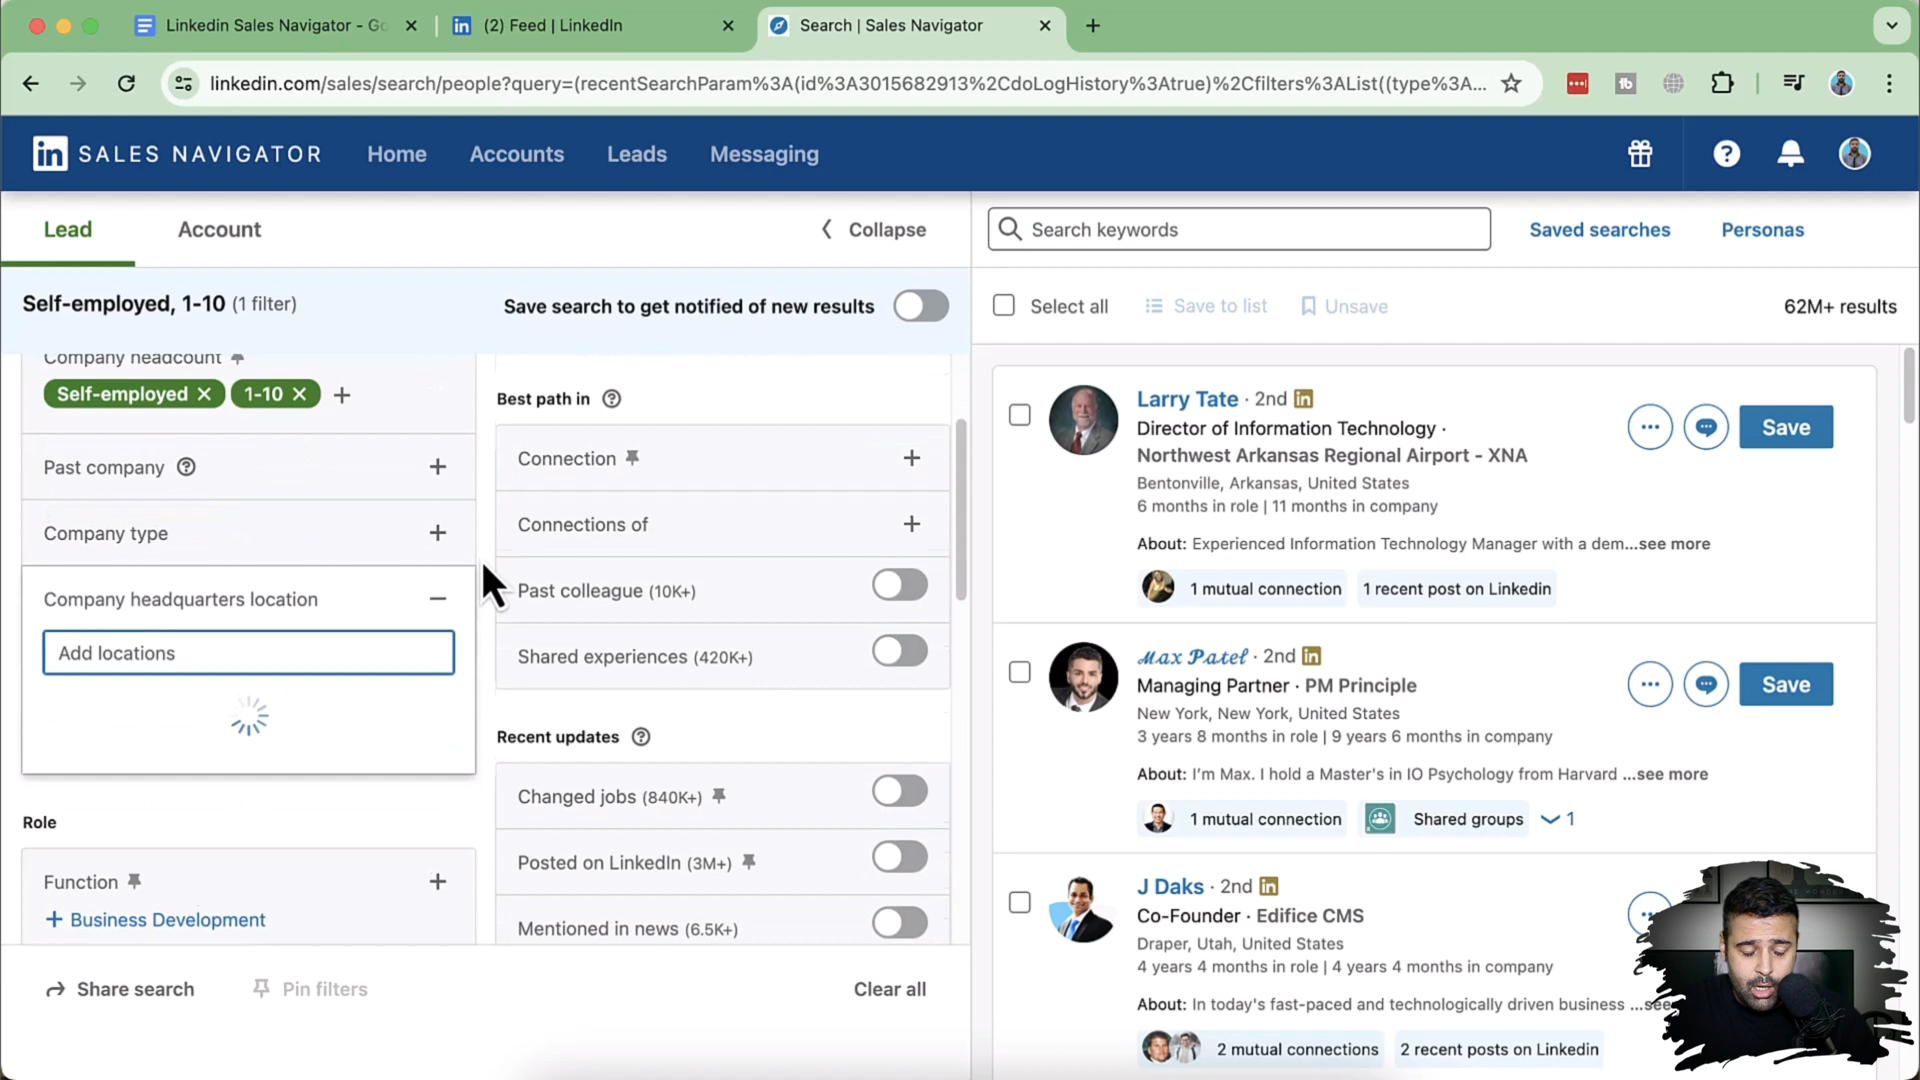 Linkedin Sales Navigator - Go
(2) Feed | LinkedIn
Search | Sales Navigator
linkedin.com/sales/search/people?query=(recentSearchParam%3A(id%3A3015682913%2CdoLogHistory%3Atrue)%2Cfilters%3AList((type%3A...
in SALES NAVIGATOR
Home
Accounts
Leads
Messaging
Lead
Account
Collapse
Search keywords
Saved searches
Personas
Self-employed, 1-10 (1 filter)
Save search to get notified of new results
Select all
Save to list
Unsave
62M+ results
Company headcount
Self-employed
1-10
Past company
Company type
Company headquarters location
Add locations
Role
Function
+ Business Development
Best path in
Connection
Connections of
Past colleague (10K+)
Shared experiences (420K+)
Recent updates
Changed jobs (840K+)
Posted on LinkedIn (3M+)
Mentioned in news (6.5K+)
Share search
Pin filters
Clear all
Larry Tate · 2nd in
Director of Information Technology ·
Northwest Arkansas Regional Airport - XNA
Bentonville, Arkansas, United States
6 months in role | 11 months in company
About: Experienced Information Technology Manager with a dem...see more
1 mutual connection
1 recent post on Linkedin
Save
Max Patel · 2nd in
Managing Partner · PM Principle
New York, New York, United States
3 years 8 months in role | 9 years 6 months in company
About: I'm Max. I hold a Master's in IO Psychology from Harvard ...see more
1 mutual connection
Shared groups
1
Save
J Daks · 2nd in
Co-Founder · Edifice CMS
Draper, Utah, United States
4 years 4 months in role | 4 years 4 months in company
About: In today's fast-paced and technologically driven business ...see
2 mutual connections
2 recent posts on Linkedin